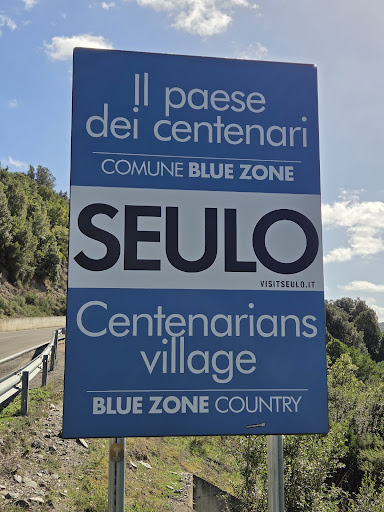 Il paese
dei centenari
COMUNE BLUE ZONE
SEULO
VISITSEULO.IT
Centenarians
village
BLUE ZONE COUNTRY